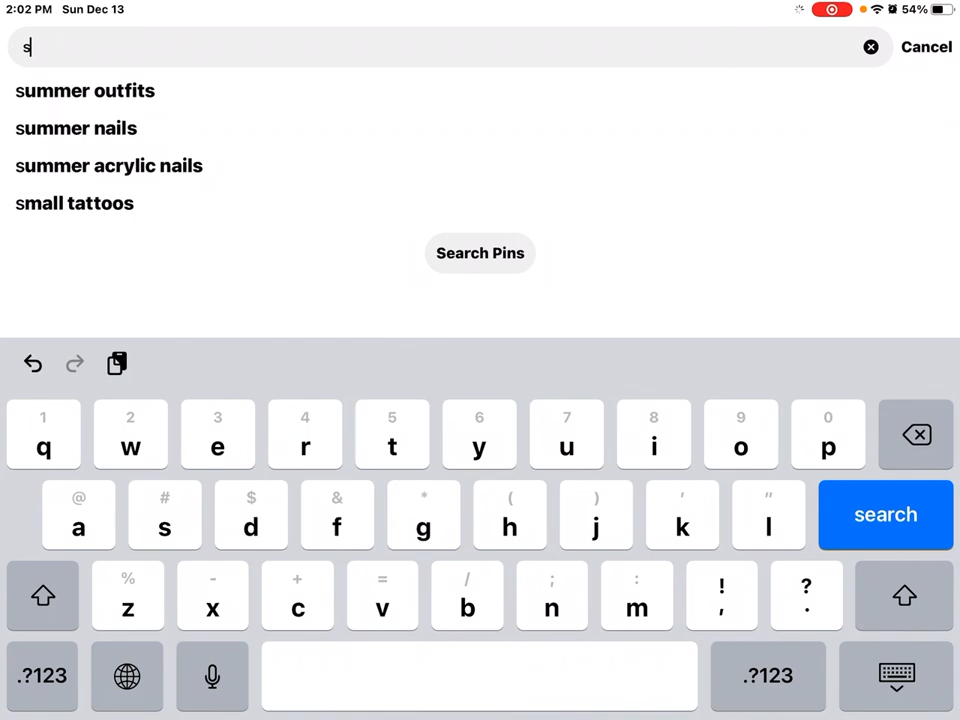 2:02 PM Sun Dec 13 54%
s Cancel
summer outfits
summer nails
summer acrylic nails
small tattoos
Search Pins
1 2 3 4 5 6 7 8 9 0
q w e r t y u i o p
@ # $ & * ( ) ' "
a s d f g h j k l search
% - + = / ; : ! ?
z x c v b n m , .
.?123 .?123